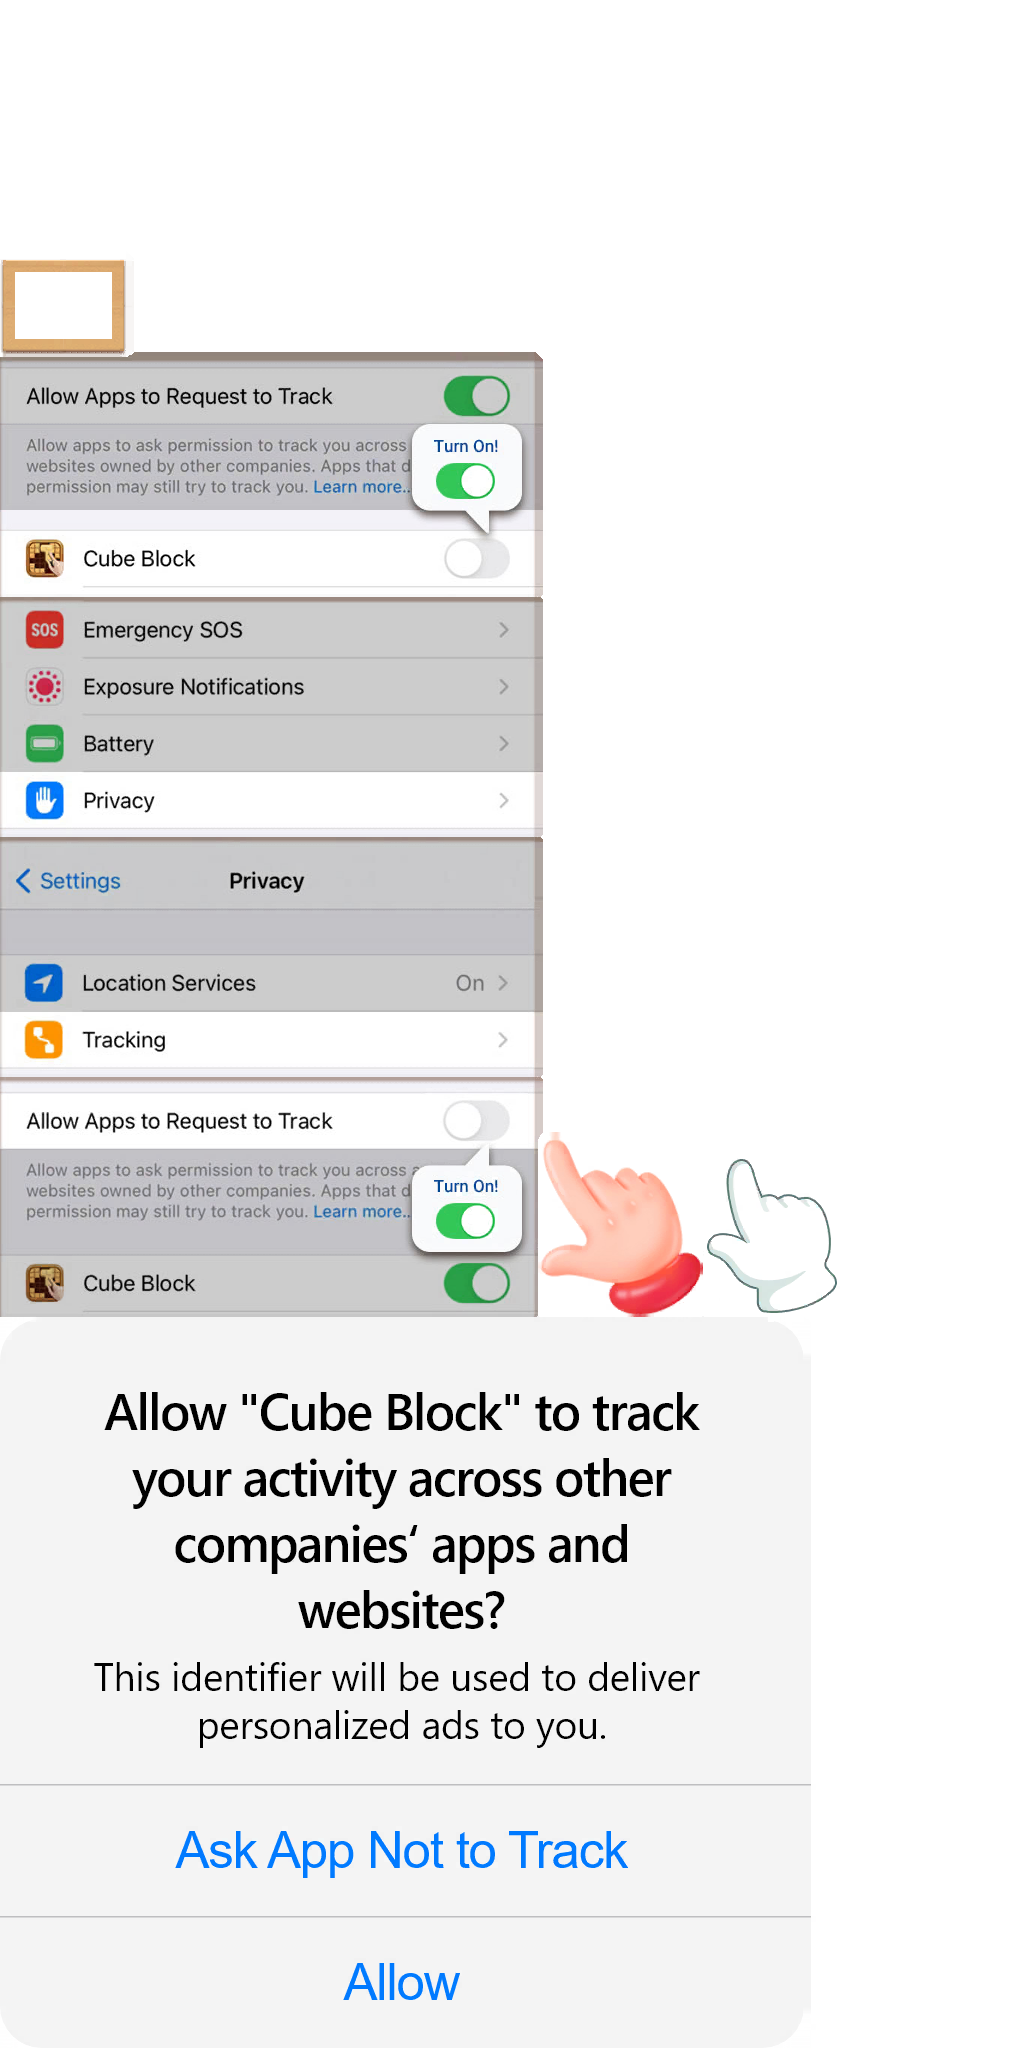 Allow Apps to Request to Track
Allow apps to ask permission to track you across
websites owned by other companies. Apps that
permission may still try to track you. Learn more..
Turn On!
Cube Block
SOS Emergency SOS
Exposure Notifications
Battery
Privacy
Settings Privacy
Location Services On
Tracking
Allow Apps to Request to Track
Allow apps to ask permission to track you across
websites owned by other companies. Apps that
permission may still try to track you. Learn more..
Turn On!
Cube Block
Allow "Cube Block" to track
your activity across other
companies‘ apps and
websites?
This identifier will be used to deliver
personalized ads to you.
Ask App Not to Track
Allow